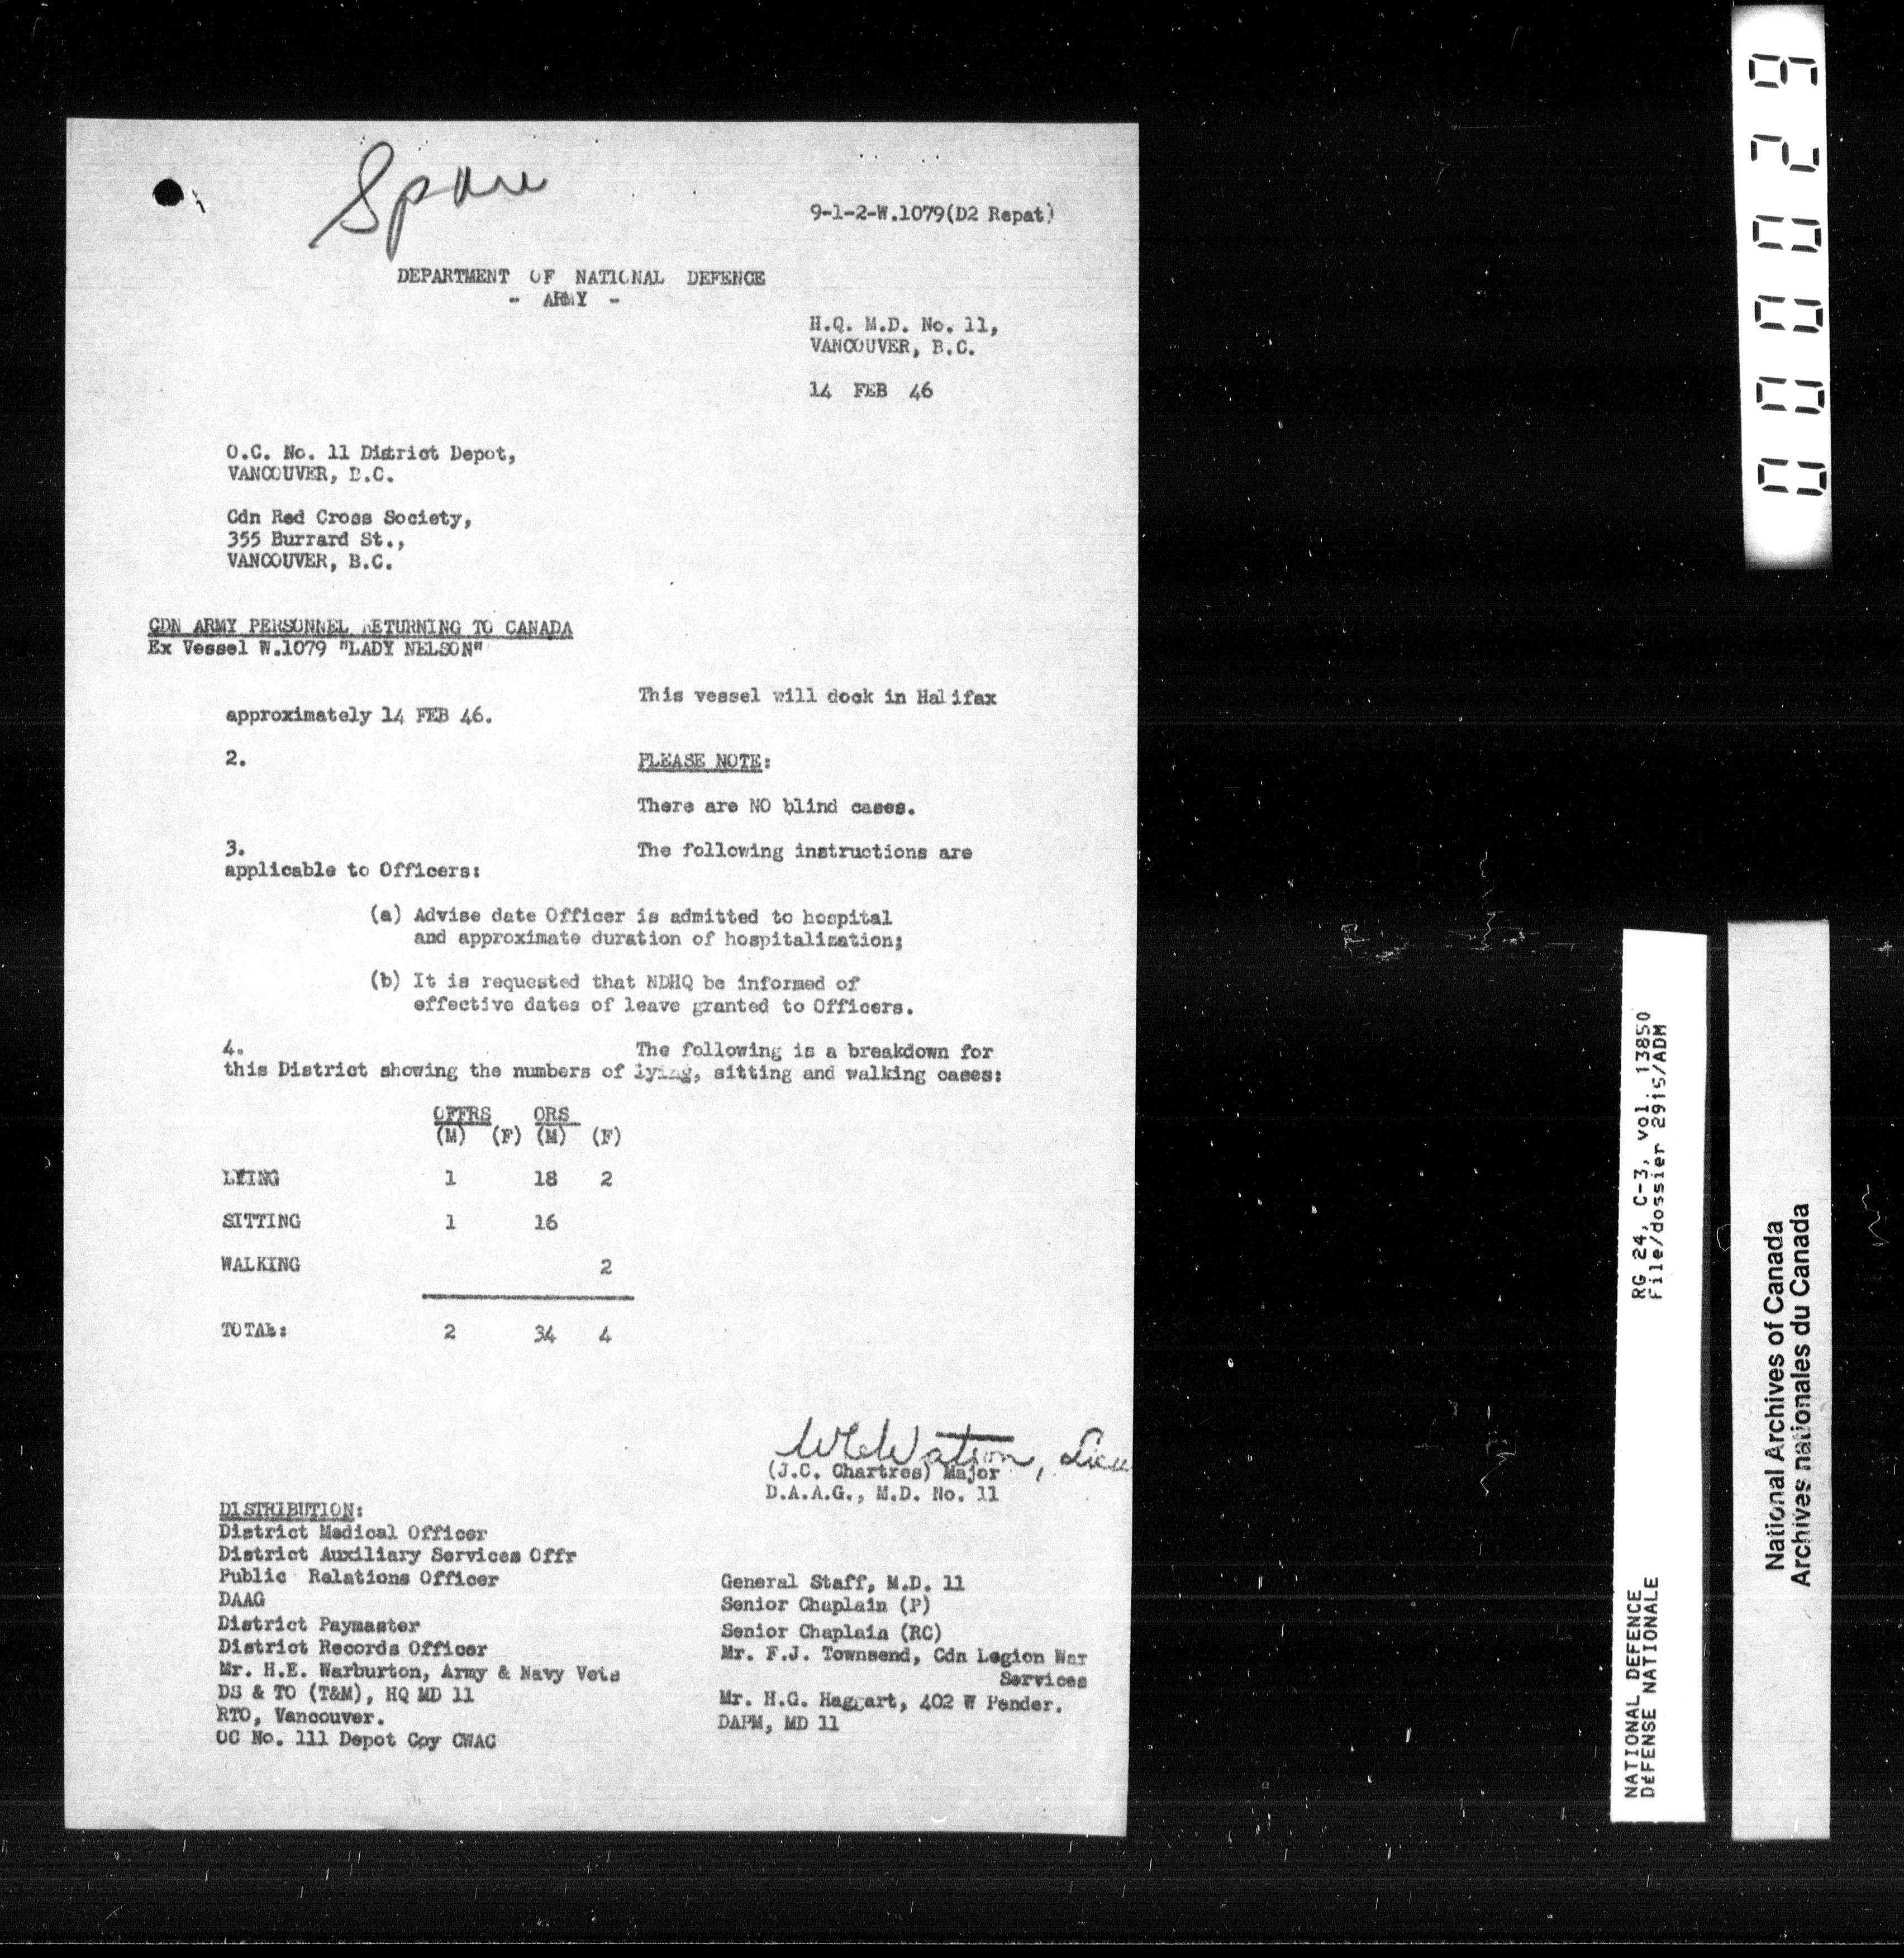 Spare
9-1-2-W.1079(D2 Repat)
DEPARTMENT OF NATIONAL DEFENCE
- ARMY -
H.Q. M.D. No. 11,
VANCOUVER, B.C.
14 FEB 46
O.C. No. 11 District Depot,
VANCOUVER, B.C.
Cdn Red Cross Society,
355 Burrard St.,
VANCOUVER, B.C.
CDN ARMY PERSONNEL RETURNING TO CANADA
Ex Vessel W.1079 "LADY NELSON"
This vessel will dock in Halifax
approximately 14 FEB 46.
2. PLEASE NOTE:
There are NO blind cases.
3. The following instructions are
applicable to Officers:
(a) Advise date Officer is admitted to hospital
and approximate duration of hospitalization;
(b) It is requested that NDHQ be informed of
effective dates of leave granted to Officers.
4. The following is a breakdown for
this District showing the numbers of lying, sitting and walking cases:
OFFRS ORS
(M) (F) (M) (F)
LYING 1 18 2
SITTING 1 16
WALKING 2
TOTAL: 2 34 4
Watson,
(J.C. Chartres) Major
D.A.A.G., M.D. No. 11
DISTRIBUTION:
District Medical Officer
District Auxiliary Services Offr
Public Relations Officer
DAAG
District Paymaster
District Records Officer
Mr. H.E. Warburton, Army & Navy Vets
DS & TO (T&M), HQ MD 11
RTO, Vancouver.
OC No. 111 Depot Coy CWAC
General Staff, M.D. 11
Senior Chaplain (P)
Senior Chaplain (RC)
Mr. F.J. Townsend, Cdn Legion War
Services
Mr. H.G. Haggart, 402 W Pender.
DAPM, MD 11
000029
RG 24, C-3, vol. 13850
File/dossier 2915/ADM
NATIONAL DEFENCE
DÉFENSE NATIONALE
National Archives of Canada
Archives nationales du Canada